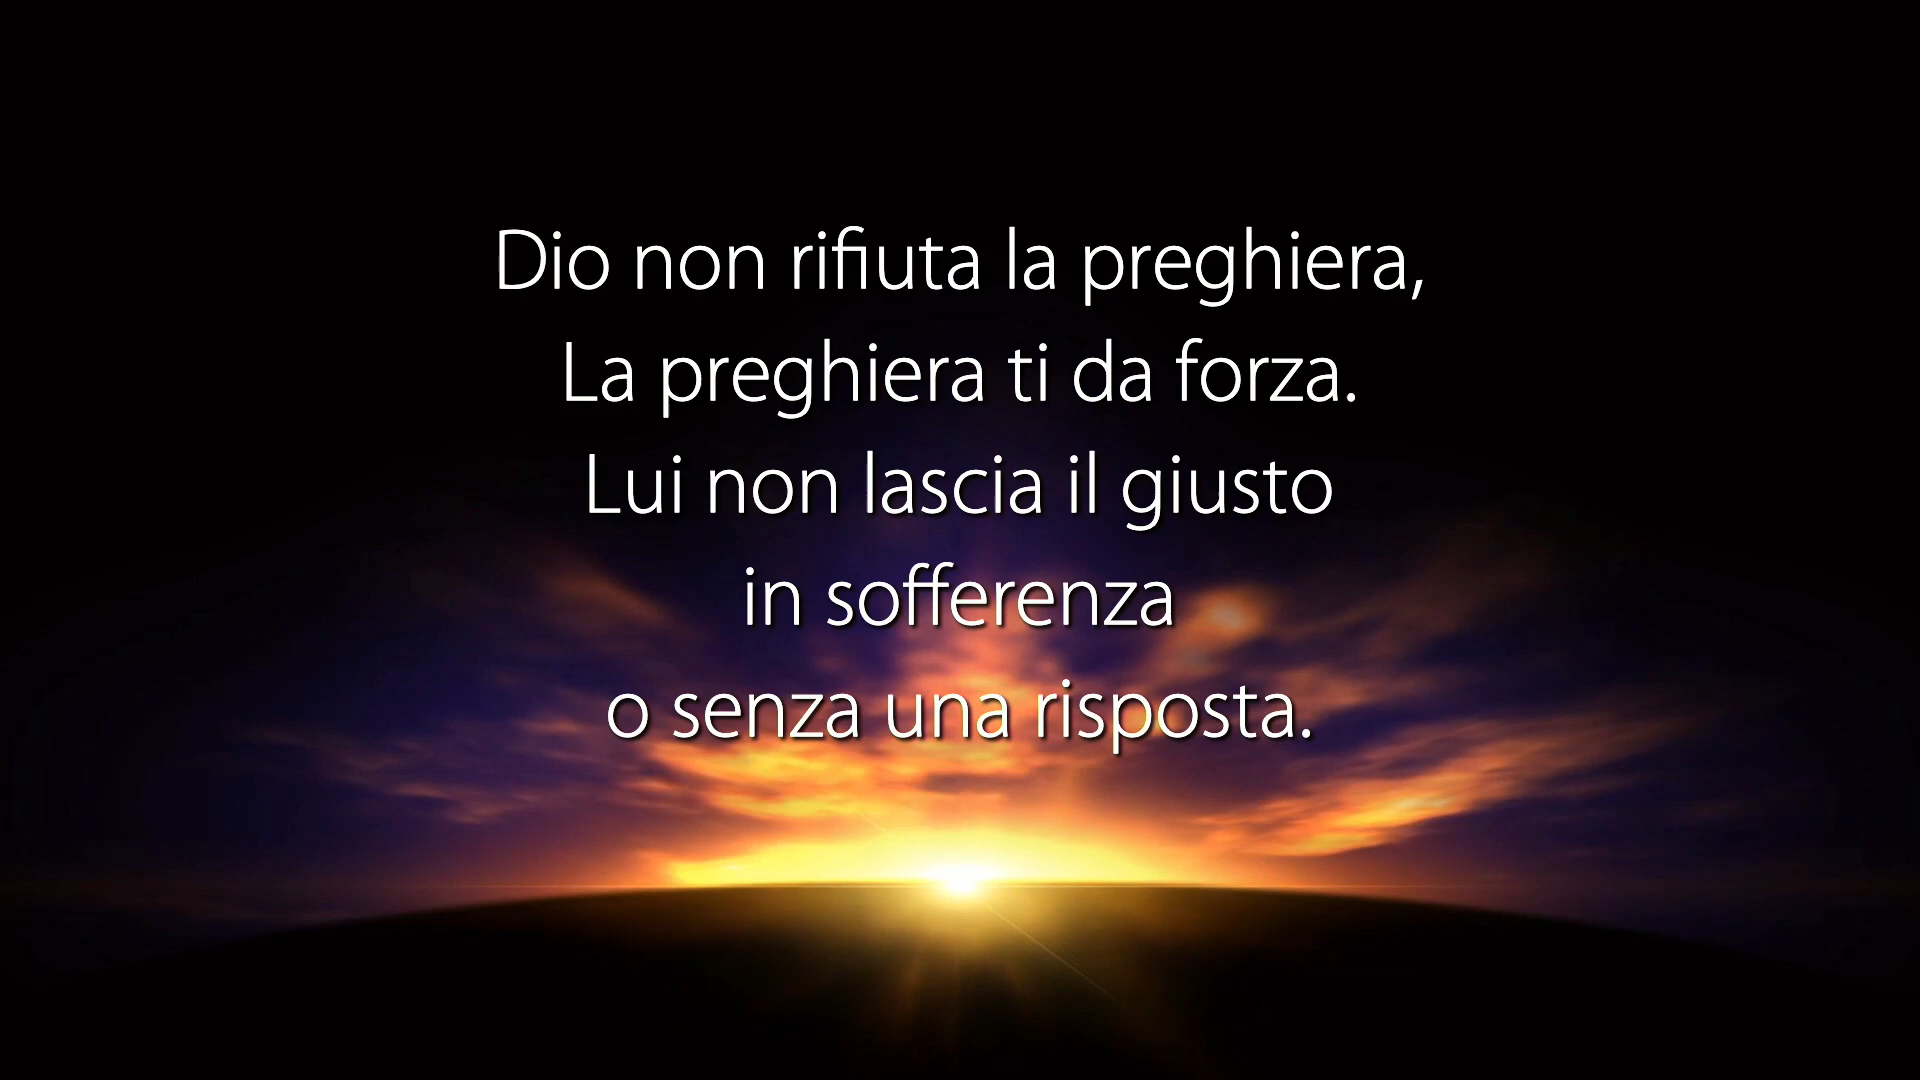 Dio non rifiuta la preghiera,
La preghiera ti da forza.
Lui non lascia il giusto
in sofferenza
o senza una risposta.